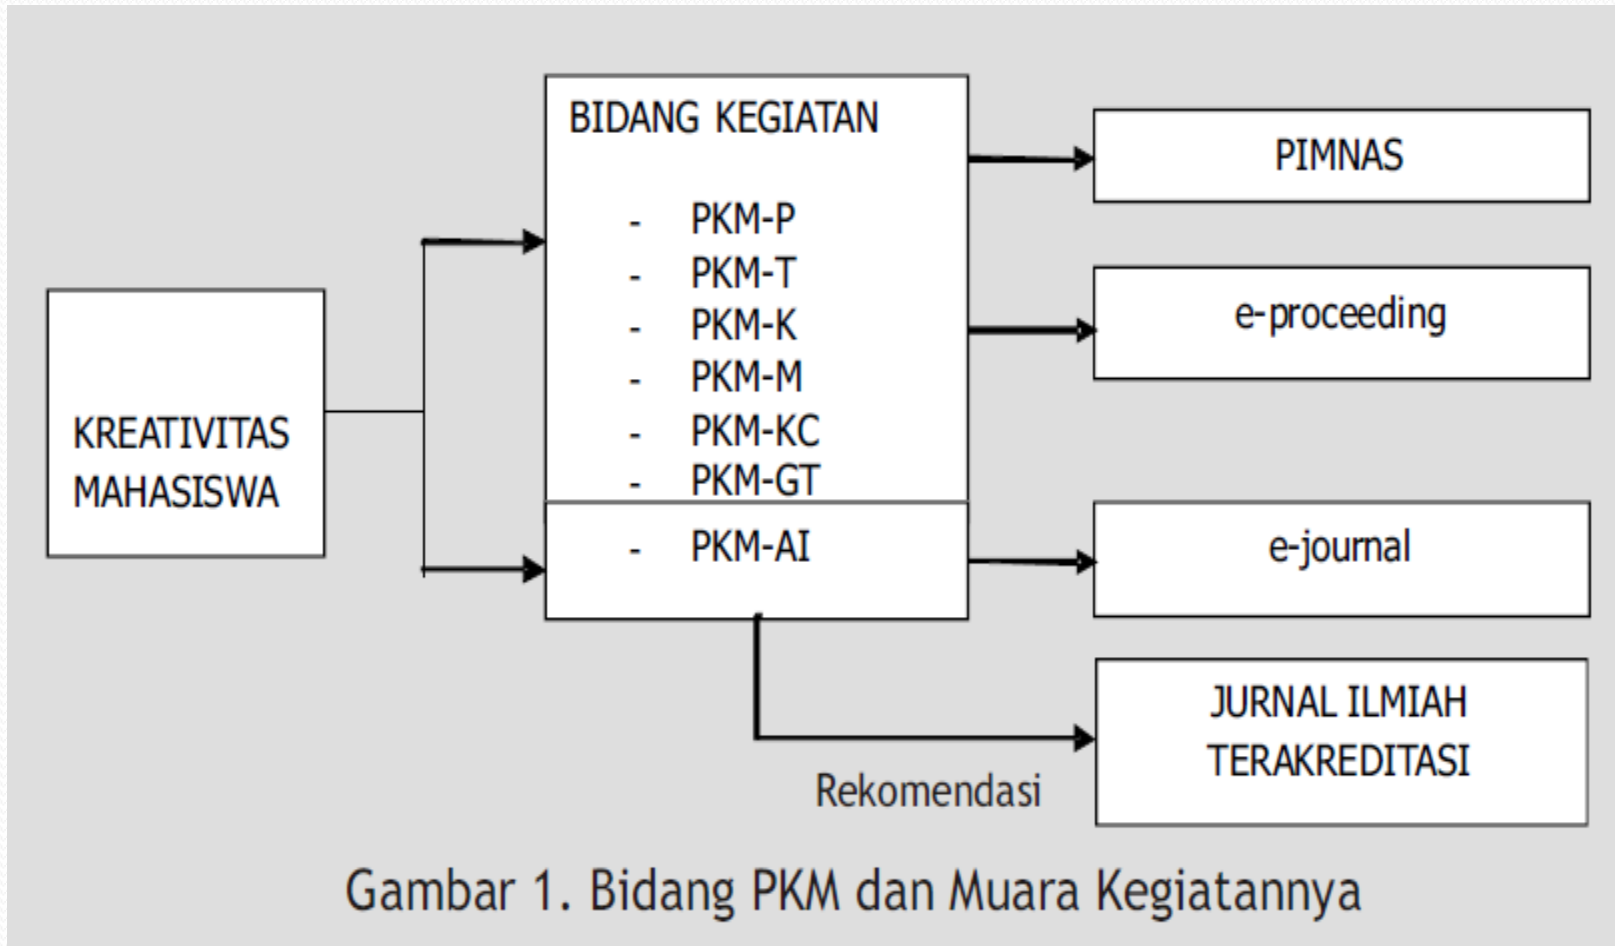 KREATIVITAS
MAHASISWA
BIDANG KEGIATAN
- PKM-P
- PKM-T
- PKM-K
- PKM-M
- PKM-KC
- PKM-GT
- PKM-AI
PIMNAS
e-proceeding
e-journal
JURNAL ILMIAH
TERAKREDITASI
Rekomendasi
Gambar 1. Bidang PKM dan Muara Kegiatannya